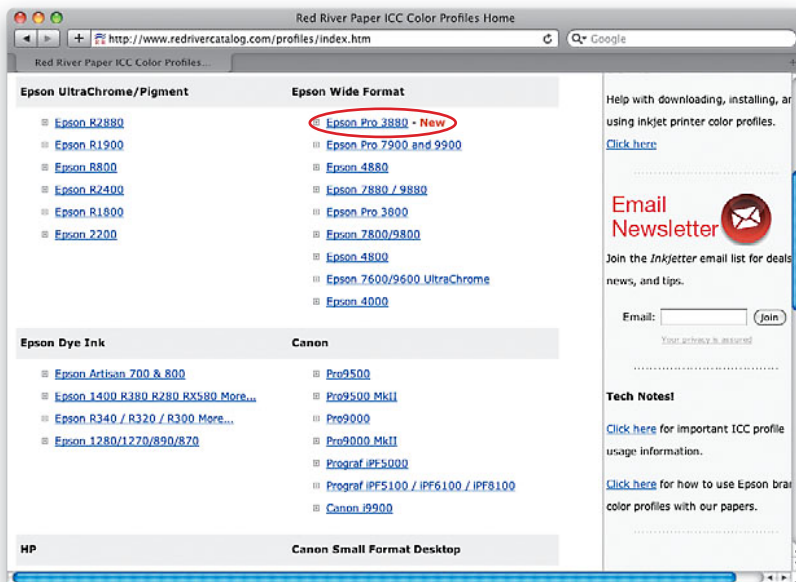 Red River Paper ICC Color Profiles Home
http://www.redrivercatalog.com/profiles/index.htm
Google
Red River Paper ICC Color Profiles...
Epson UltraChrome/Pigment
Epson R2880
Epson R1900
Epson R800
Epson R2400
Epson R1800
Epson 2200
Epson Wide Format
Epson Pro 3880 - New
Epson Pro 7900 and 9900
Epson 4880
Epson 7880 / 9880
Epson Pro 3800
Epson 7800/9800
Epson 4800
Epson 7600/9600 UltraChrome
Epson 4000
Epson Dye Ink
Epson Artisan 700 & 800
Epson 1400 R380 R280 RX580 More...
Epson R340 / R320 / R300 More...
Epson 1280/1270/890/870
Canon
Pro9500
Pro9500 MkII
Pro9000
Pro9000 MkII
Prograf iPF5000
Prograf iPF5100 / iPF6100 / iPF8100
Canon i9900
HP
Canon Small Format Desktop
Help with downloading, installing, ar
using inkjet printer color profiles.
Click here
Email
Newsletter
Join the Inkjetter email list for deals
news, and tips.
Email:
Join
Your privacy is assured
Tech Notes!
Click here for important ICC profile
usage information.
Click here for how to use Epson brar
color profiles with our papers.